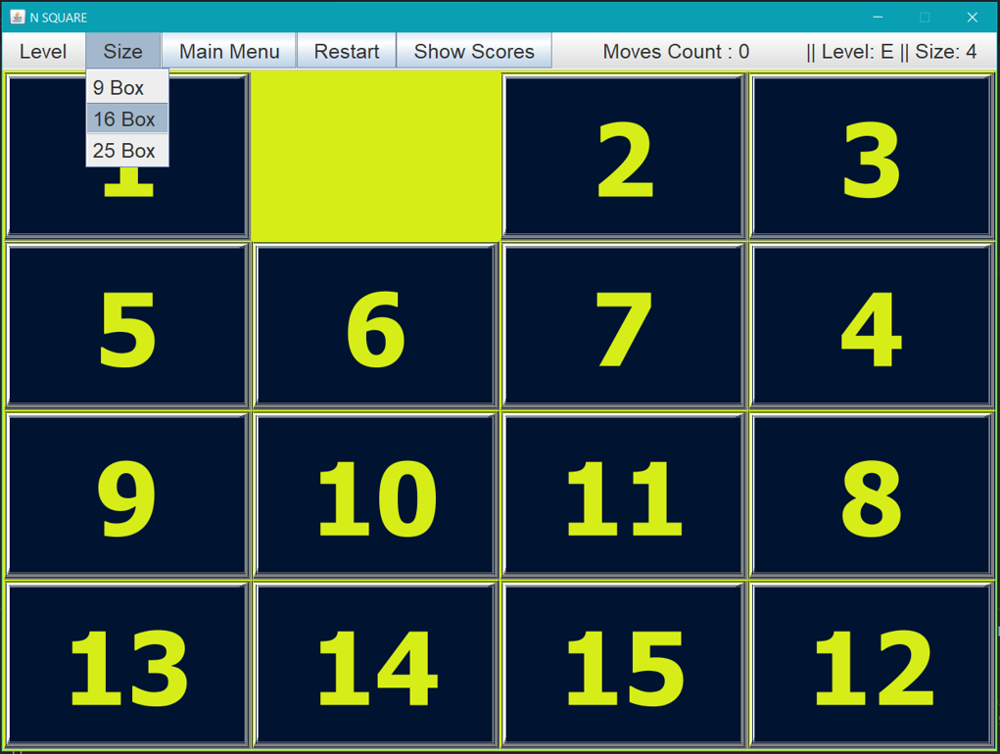 N SQUARE
Level Size Main Menu Restart Show Scores Moves Count : 0 || Level: E || Size: 4
9 Box
16 Box
25 Box
1 2 3
5 6 7 4
9 10 11 8
13 14 15 12